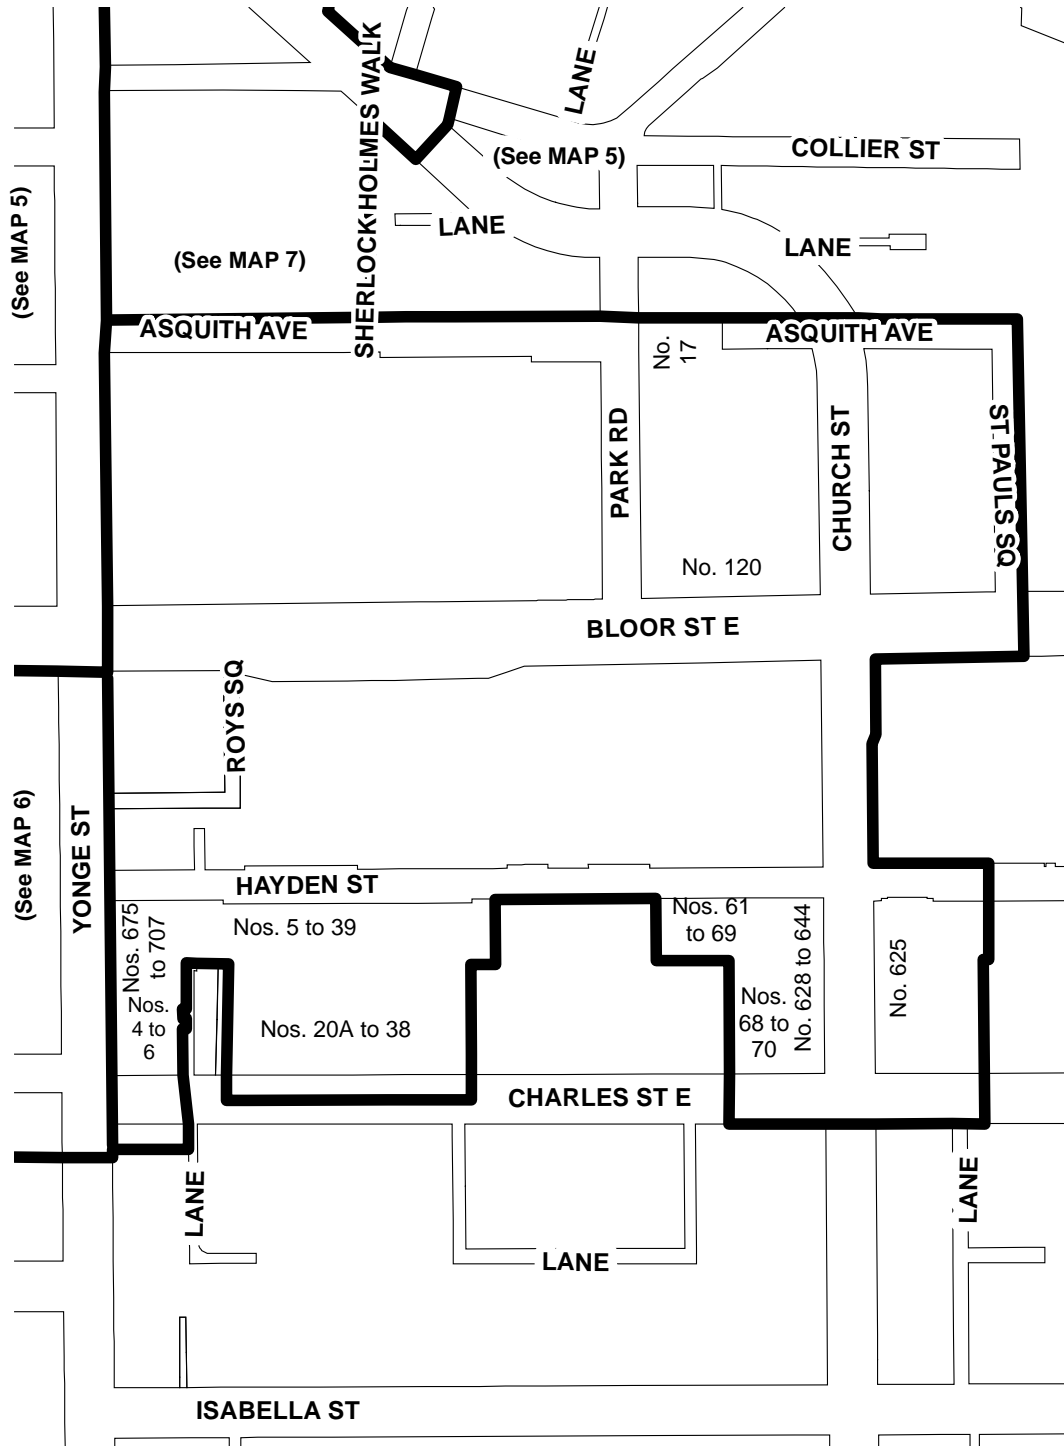 SHERLOCK HOLMES WALK
LANE
(See MAP 5)
COLLIER ST
(See MAP 5)
LANE
LANE
(See MAP 7)
ASQUITH AVE
ASQUITH AVE
No.
17
PARK RD
CHURCH ST
ST PAULS SQ
No. 120
BLOOR ST E
ROYS SQ
(See MAP 6)
YONGE ST
HAYDEN ST
Nos. 675
to 707
Nos. 5 to 39
Nos. 61
to 69
No. 628 to 644
No. 625
Nos.
4 to
6
Nos. 20A to 38
Nos.
68 to
70
CHARLES ST E
LANE
LANE
LANE
ISABELLA ST